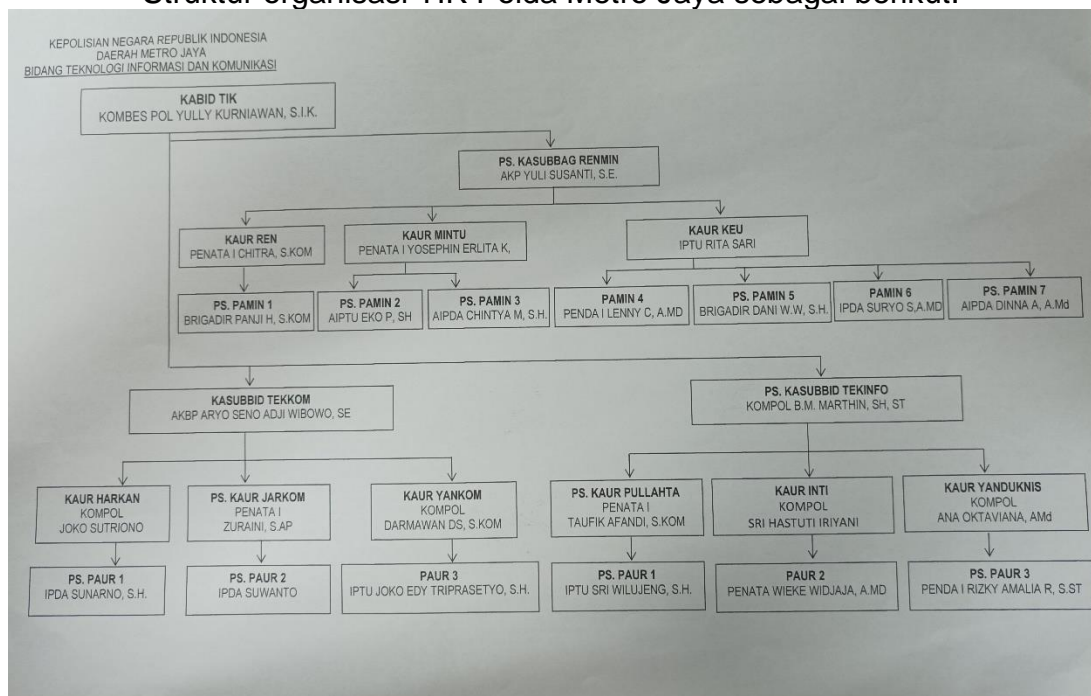 Struktur organisasi TIK Polda Metro Jaya sebagai berikut:
KEPOLISIAN NEGARA REPUBLIK INDONESIA
DAERAH METRO JAYA
BIDANG TEKNOLOGI INFORMASI DAN KOMUNIKASI
KABID TIK
KOMBES POL YULLY KURNIAWAN, S.I.K.
PS. KASUBBAG RENMIN
AKP YULI SUSANTI, S.E.
KAUR REN
PENATA I CHITRA, S.KOM
KAUR MINTU
PENATA I YOSEPHIN ERLITA K,
KAUR KEU
IPTU RITA SARI
PS. PAMIN 1
BRIGADIR PANJI H, S.KOM
PS. PAMIN 2
AIPTU EKO P, SH
PS. PAMIN 3
AIPDA CHINTYA M, S.H.
PAMIN 4
PENDA I LENNY C, A.MD
PS. PAMIN 5
BRIGADIR DANI W.W, S.H.
PAMIN 6
IPDA SURYO S,A.MD
PS. PAMIN 7
AIPDA DINNA A, A.Md
KASUBBID TEKKOM
AKBP ARYO SENO ADJI WIBOWO, SE
PS. KASUBBID TEKINFO
KOMPOL B.M. MARTHIN, SH, ST
KAUR HARKAN
KOMPOL
JOKO SUTRIONO
PS. KAUR JARKOM
PENATA I
ZURAINI, S.AP
KAUR YANKOM
KOMPOL
DARMAWAN DS, S.KOM
PS. KAUR PULLAHTA
PENATA I
TAUFIK AFANDI, S.KOM
KAUR INTI
KOMPOL
SRI HASTUTI IRIYANI
KAUR YANDUKNIS
KOMPOL
ANA OKTAVIANA, AMd
PS. PAUR 1
IPDA SUNARNO, S.H.
PS. PAUR 2
IPDA SUWANTO
PAUR 3
IPTU JOKO EDY TRIPRASETYO, S.H.
PS. PAUR 1
IPTU SRI WILUJENG, S.H.
PAUR 2
PENATA WIEKE WIDJAJA, A.MD
PS. PAUR 3
PENDA I RIZKY AMALIA R, S.ST